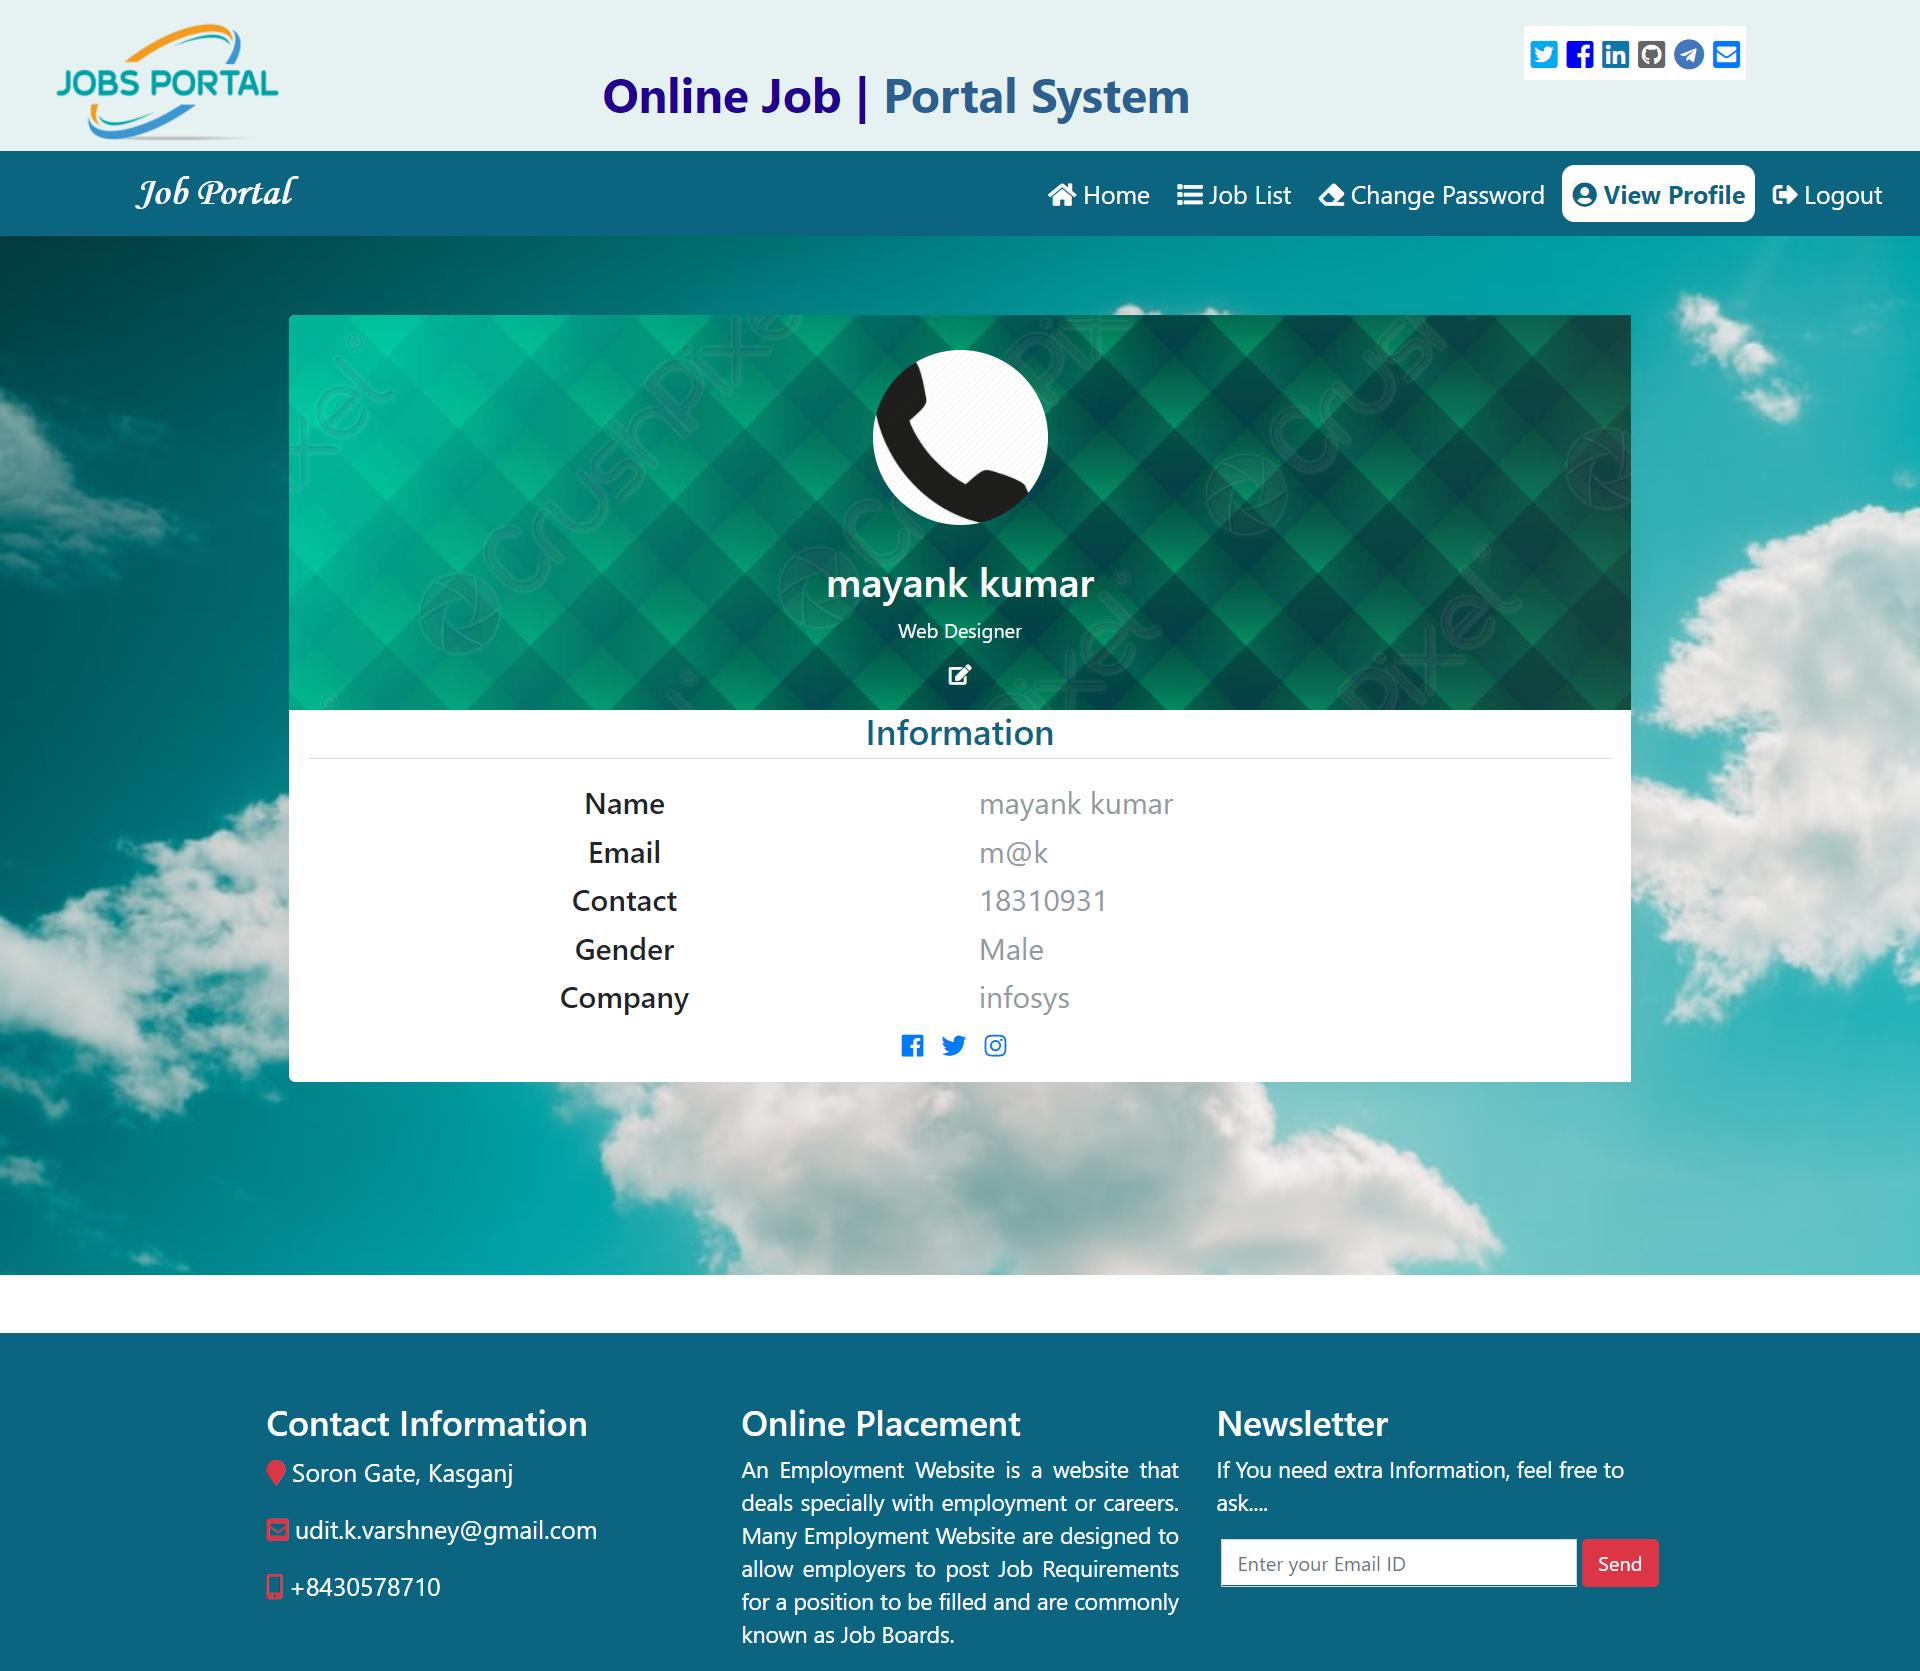 JOBS PORTAL
Online Job | Portal System
Job Portal
Home Job List Change Password View Profile Logout
crushPixel
mayank kumar
Web Designer
Information
Name mayank kumar
Email m@k
Contact 18310931
Gender Male
Company infosys
Contact Information
Soron Gate, Kasganj
udit.k.varshney@gmail.com
+8430578710
Online Placement
An Employment Website is a website that
deals specially with employment or careers.
Many Employment Website are designed to
allow employers to post Job Requirements
for a position to be filled and are commonly
known as Job Boards.
Newsletter
If You need extra Information, feel free to
ask....
Enter your Email ID Send